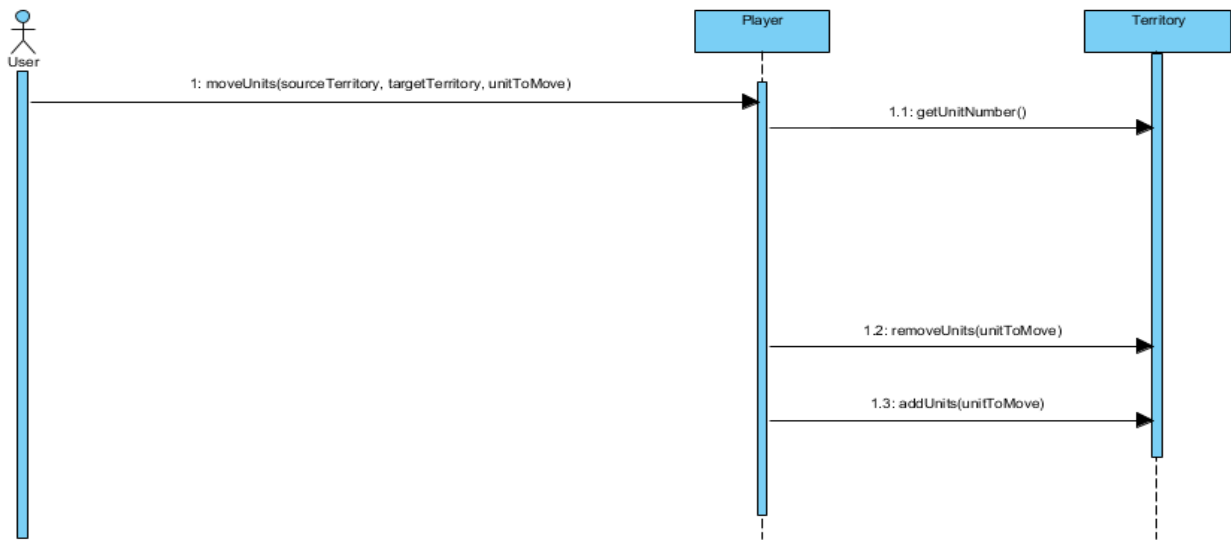 Player
Territory
User
1: moveUnits(sourceTerritory, targetTerritory, unitToMove)
1.1: getUnitNumber()
1.2: removeUnits(unitToMove)
1.3: addUnits(unitToMove)